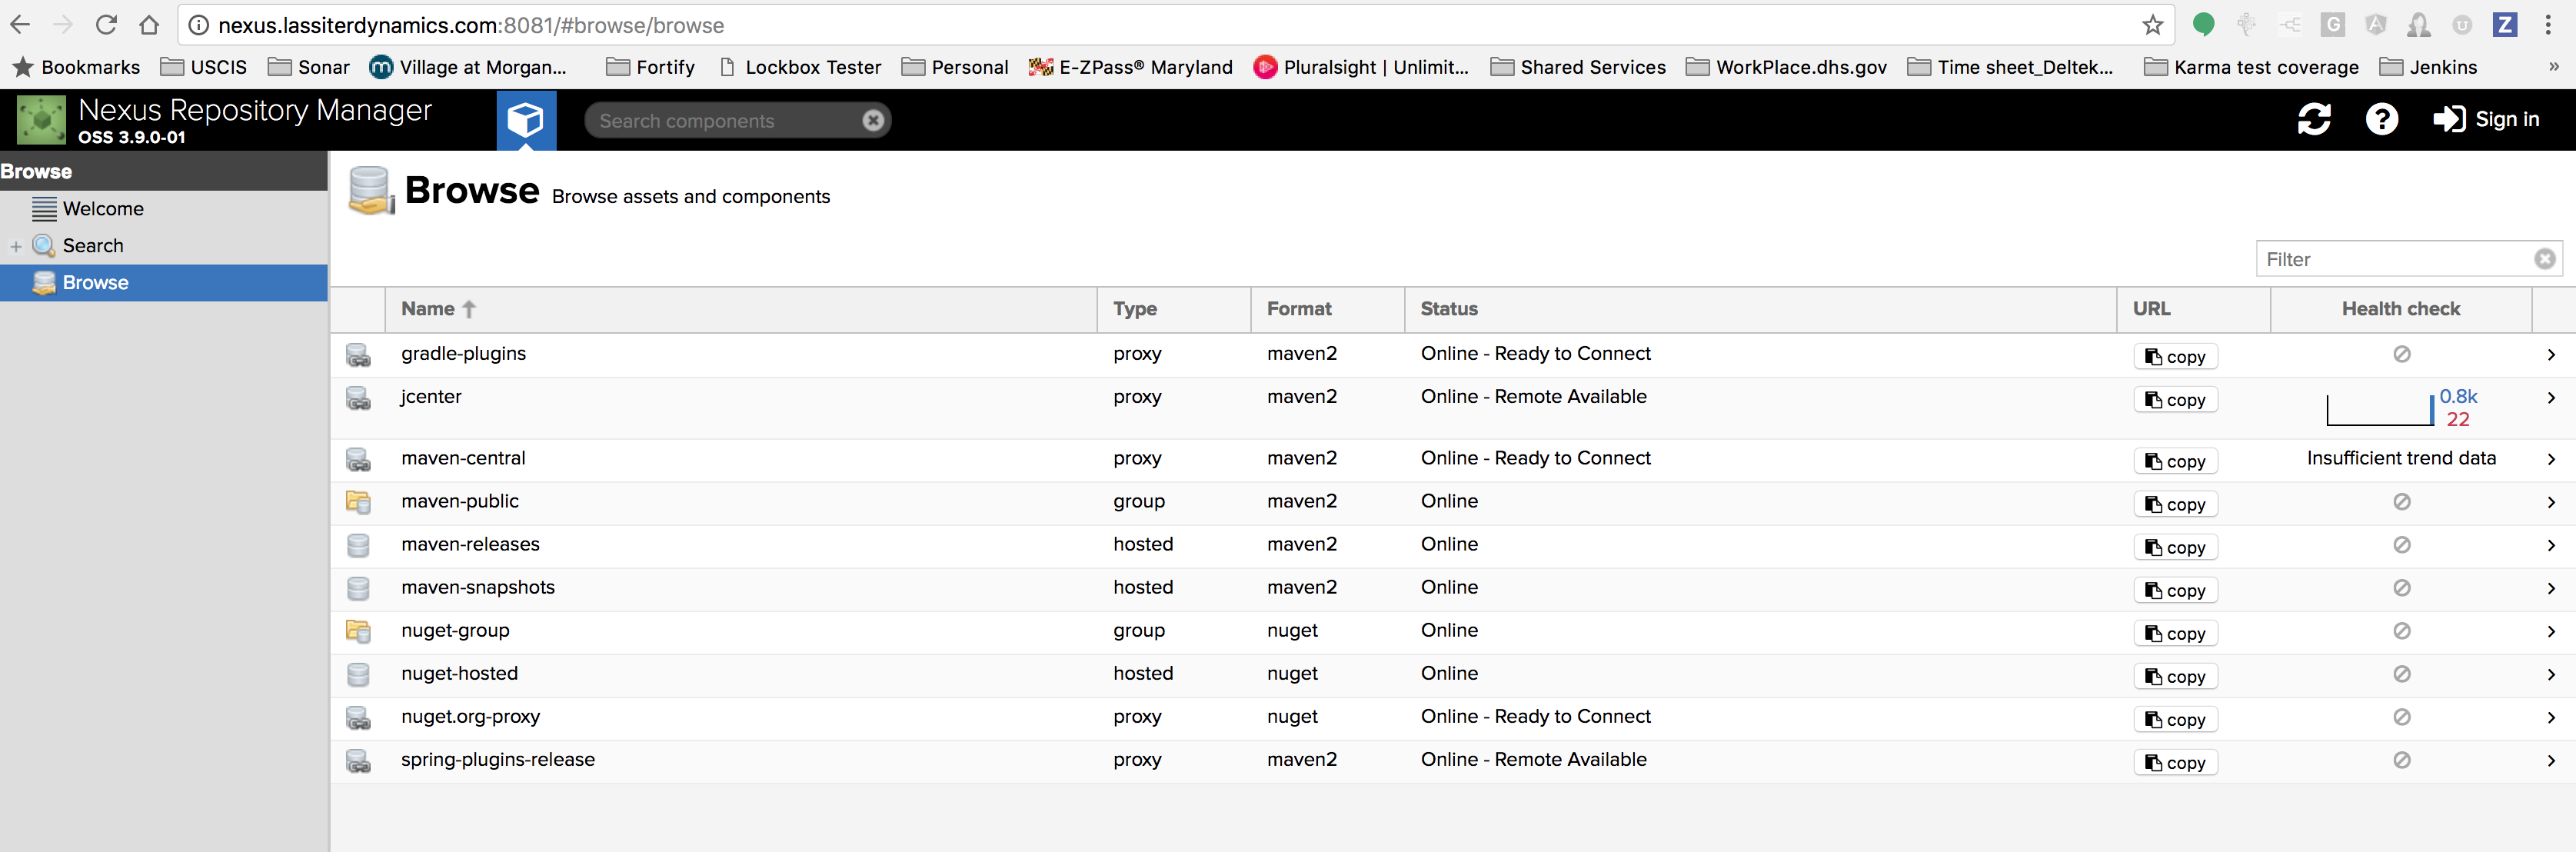 nexus.lassiterdynamics.com:8081/#browse/browse
G Z
Bookmarks USCIS Sonar Village at Morgan... Fortify Lockbox Tester Personal E-ZPass® Maryland Pluralsight | Unlimit... Shared Services WorkPlace.dhs.gov Time sheet_Deltek... Karma test coverage Jenkins »
Nexus Repository Manager
OSS 3.9.0-01
Search components
Sign in
Browse
Welcome
Search
Browse
Browse Browse assets and components
Filter
Name Type Format Status URL Health check
gradle-plugins proxy maven2 Online - Ready to Connect copy
jcenter proxy maven2 Online - Remote Available copy 0.8k
22
maven-central proxy maven2 Online - Ready to Connect copy Insufficient trend data
maven-public group maven2 Online copy
maven-releases hosted maven2 Online copy
maven-snapshots hosted maven2 Online copy
nuget-group group nuget Online copy
nuget-hosted hosted nuget Online copy
nuget.org-proxy proxy nuget Online - Ready to Connect copy
spring-plugins-release proxy maven2 Online - Remote Available copy